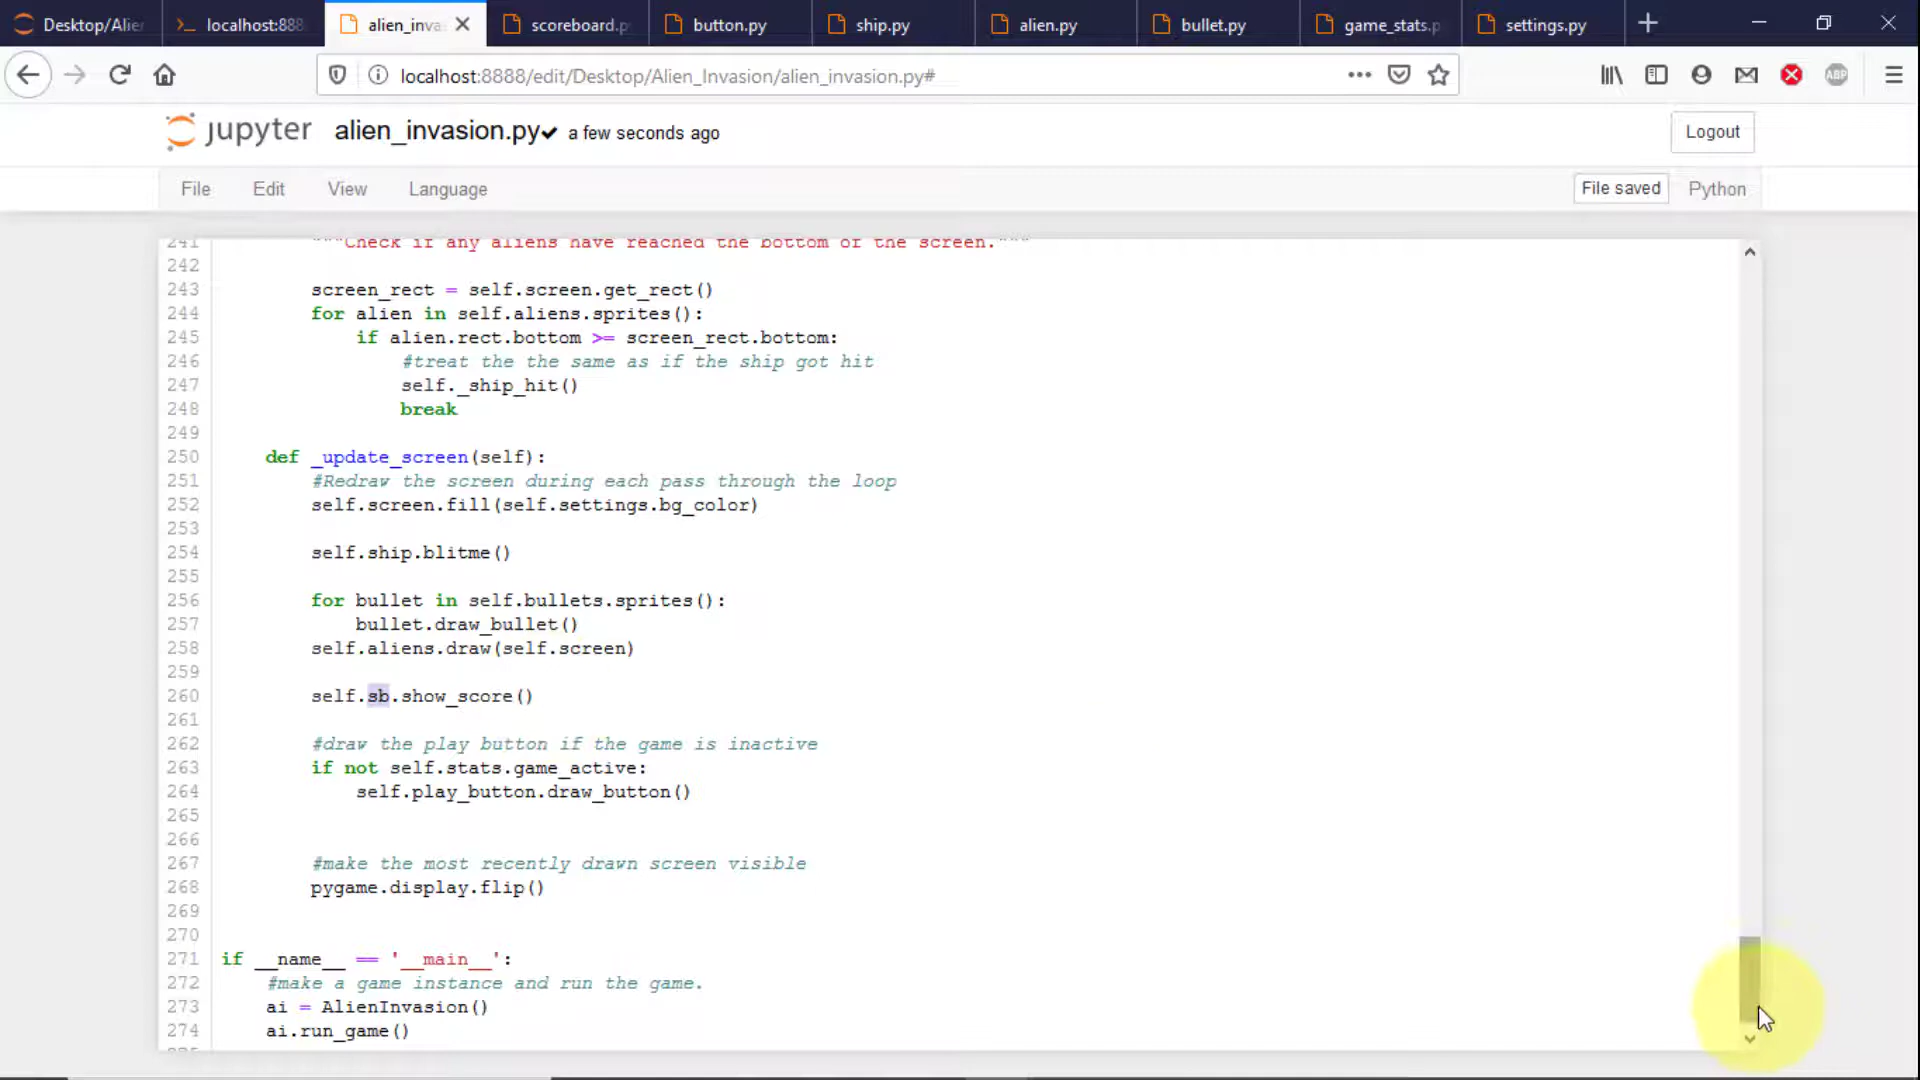 Desktop/Alie
localhost:888
alien_inva
scoreboard.p
button.py
ship.py
alien.py
bullet.py
game_stats.p
settings.py
localhost:8888/edit/Desktop/Alien_Invasion/alien_invasion.py#
ABP
jupyter
alien_invasion.py✔ a few seconds ago
Logout
File
Edit
View
Language
File saved
Python
241 """Check if any aliens have reached the bottom of the screen."""
242
243 screen_rect = self.screen.get_rect()
244 for alien in self.aliens.sprites():
245 if alien.rect.bottom >= screen_rect.bottom:
246 #treat the the same as if the ship got hit
247 self._ship_hit()
248 break
249
250 def _update_screen(self):
251 #Redraw the screen during each pass through the loop
252 self.screen.fill(self.settings.bg_color)
253
254 self.ship.blitme()
255
256 for bullet in self.bullets.sprites():
257 bullet.draw_bullet()
258 self.aliens.draw(self.screen)
259
260 self.sb.show_score()
261
262 #draw the play button if the game is inactive
263 if not self.stats.game_active:
264 self.play_button.draw_button()
265
266
267 #make the most recently drawn screen visible
268 pygame.display.flip()
269
270
271 if __name__ == '__main__':
272 #make a game instance and run the game.
273 ai = AlienInvasion()
274 ai.run_game()